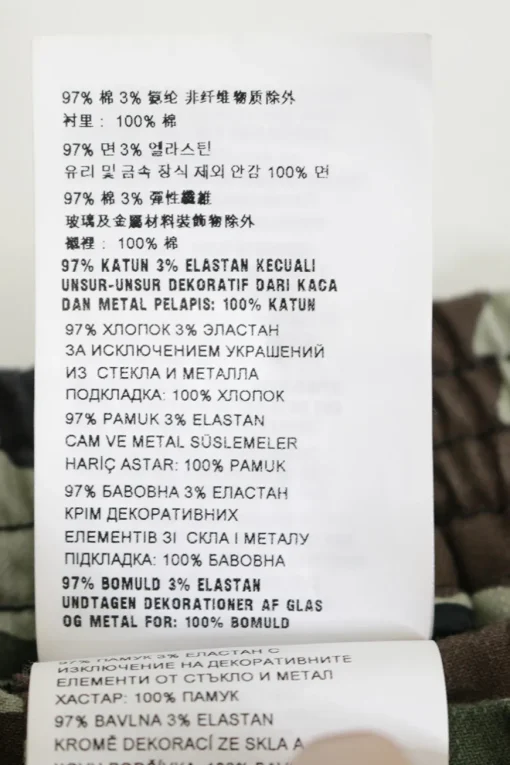 97% 棉 3% 氨纶 非纤维物质除外
衬里： 100% 棉
97% 면 3% 엘라스틴
유리 및 금속 장식 제외 안감 100% 면
97% 棉 3% 彈性纖維
玻璃及金屬材料裝飾物除外
襯裡： 100% 棉
97% KATUN 3% ELASTAN KECUALI
UNSUR-UNSUR DEKORATIF DARI KACA
DAN METAL PELAPIS: 100% KATUN
97% ХЛОПОК 3% ЭЛАСТАН
ЗА ИСКЛЮЧЕНИЕМ УКРАШЕНИЙ
ИЗ СТЕКЛА И МЕТАЛЛА
ПОДКЛАДКА: 100% ХЛОПОК
97% PAMUK 3% ELASTAN
CAM VE METAL SÜSLEMELER
HARİÇ ASTAR: 100% PAMUK
97% БАВОВНА 3% ЕЛАСТАН
КРІМ ДЕКОРАТИВНИХ
ЕЛЕМЕНТІВ ЗІ СКЛА І МЕТАЛУ
ПІДКЛАДКА: 100% БАВОВНА
97% BOMULD 3% ELASTAN
UNDTAGEN DEKORATIONER AF GLAS
OG METAL FOR: 100% BOMULD
97% ПАМУК 3% ЕЛАСТАН С
ИЗКЛЮЧЕНИЕ НА ДЕКОРАТИВНИТЕ
ЕЛЕМЕНТИ ОТ СТЪКЛО И МЕТАЛ
ХАСТАР: 100% ПАМУК
97% BAVLNA 3% ELASTAN
KROMĚ DEKORACÍ ZE SKLA A